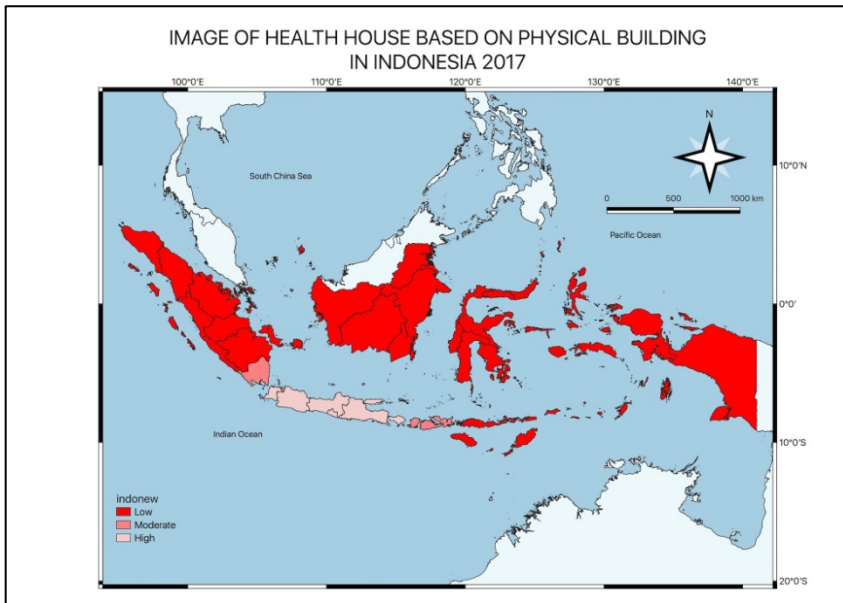 IMAGE OF HEALTH HOUSE BASED ON PHYSICAL BUILDING
IN INDONESIA 2017
100°0'E 110°0'E 120°0'E 130°0'E 140°0'E
N
10°0'N
South China Sea
0 500 1000 km
Pacific Ocean
0°0'
Indian Ocean
10°0'S
indonew
Low
Moderate
High
20°0'S